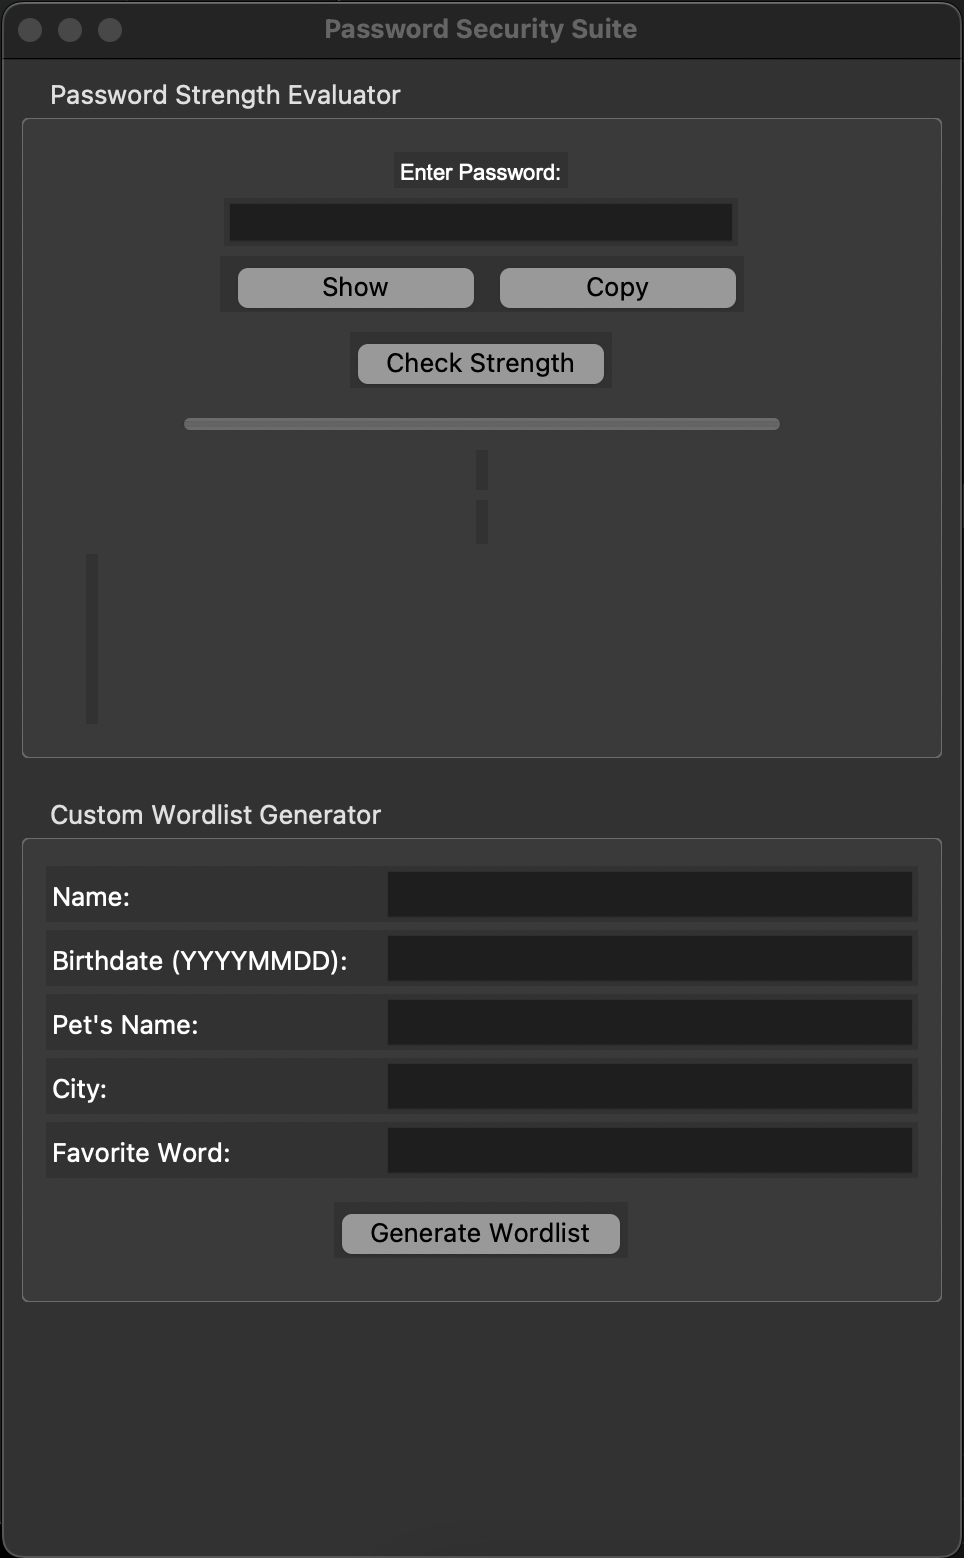 Password Security Suite
Password Strength Evaluator
Enter Password:
Show Copy
Check Strength
Custom Wordlist Generator
Name:
Birthdate (YYYYMMDD):
Pet's Name:
City:
Favorite Word:
Generate Wordlist